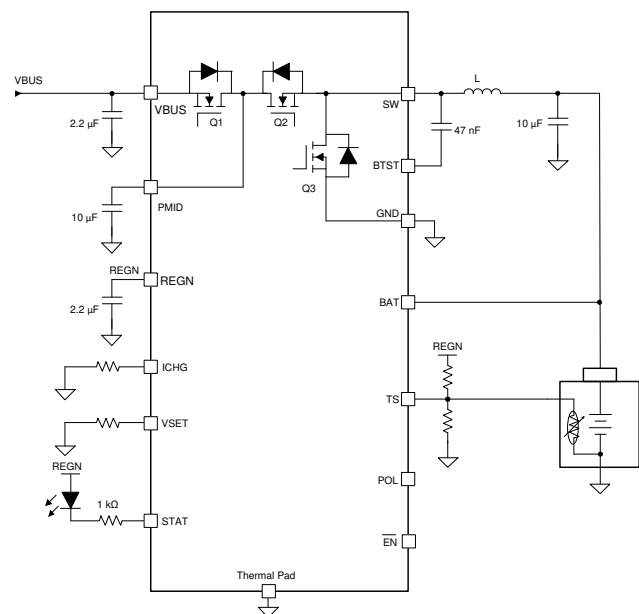 VBUS
VBUS
2.2 µF
Q1
Q2
SW
L
47 nF
10 µF
BTST
Q3
PMID
10 µF
GND
REGN
REGN
2.2 µF
BAT
REGN
ICHG
TS
VSET
REGN
POL
1 kΩ
STAT
EN
Thermal Pad